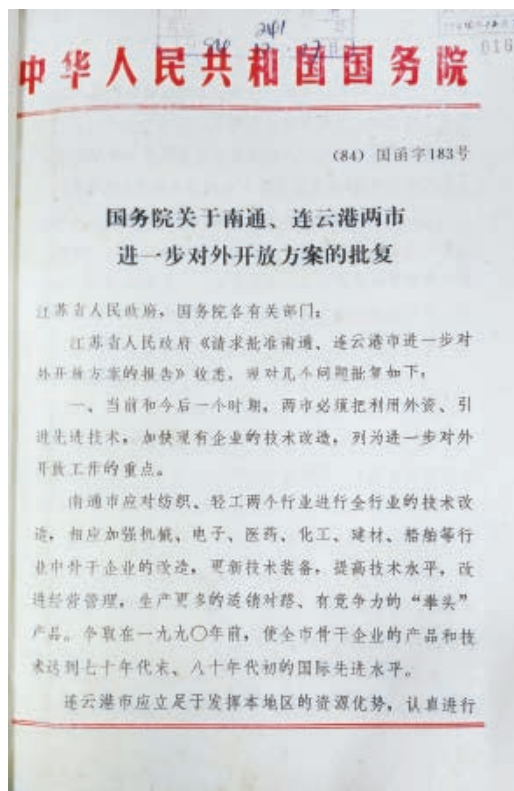 016
中华人民共和国国务院
(84) 国函字183号
国务院关于南通、连云港两市
进一步对外开放方案的批复
江苏省人民政府，国务院各有关部门：
江苏省人民政府《请求批准南通、连云港市进一步对
外开放方案的报告》收悉，现对几个问题批复如下：
一、当前和今后一个时期，两市必须把利用外资、引
进先进技术，加快现有企业的技术改造，列为进一步对外
开放工作的重点。
南通市应对纺织、轻工两个行业进行全行业的技术改
造，相应加强机械、电子、医药、化工、建材、船舶等行
业中骨干企业的改造，更新技术装备，提高技术水平，改
进经营管理，生产更多的适销对路、有竞争力的“拳头”
产品。争取在一九九〇年前，使全市骨干企业的产品和技
术达到七十年代末、八十年代初的国际先进水平。
连云港市应立足于发挥本地区的资源优势，认真进行